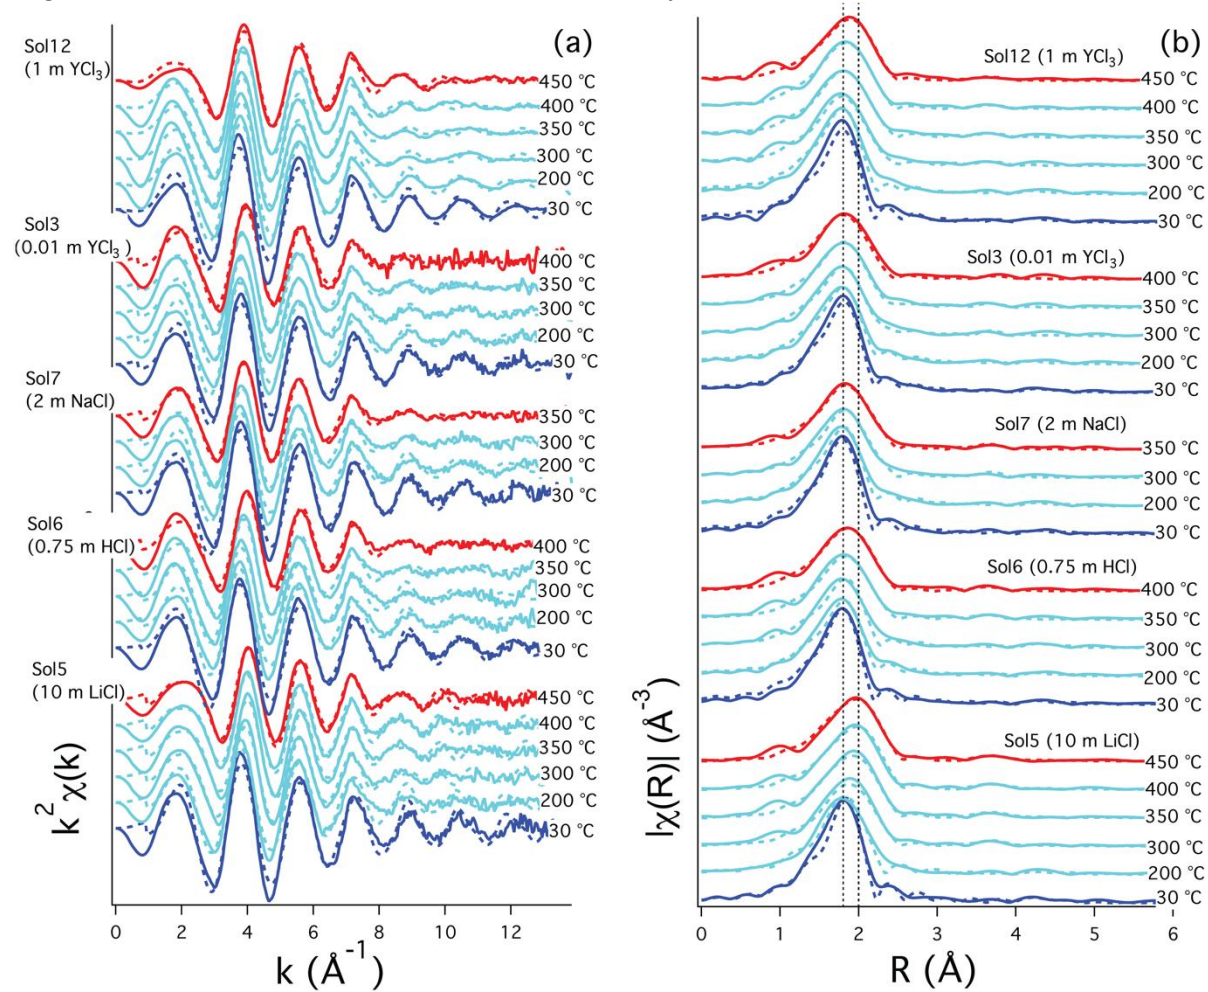 (a)
Sol12
(1 m YCl3)
450 °C
400 °C
350 °C
300 °C
200 °C
30 °C
Sol3
(0.01 m YCl3 )
400 °C
350 °C
300 °C
200 °C
30 °C
Sol7
(2 m NaCl)
350 °C
300 °C
200 °C
30 °C
Sol6
(0.75 m HCl)
400 °C
350 °C
300 °C
200 °C
30 °C
Sol5
(10 m LiCl)
450 °C
400 °C
350 °C
300 °C
200 °C
30 °C
k² χ(k)
0 2 4 6 8 10 12
k (Å⁻¹)
(b)
Sol12 (1 m YCl3)
450 °C
400 °C
350 °C
300 °C
200 °C
30 °C
Sol3 (0.01 m YCl3)
400 °C
350 °C
300 °C
200 °C
30 °C
Sol7 (2 m NaCl)
350 °C
300 °C
200 °C
30 °C
Sol6 (0.75 m HCl)
400 °C
350 °C
300 °C
200 °C
30 °C
Sol5 (10 m LiCl)
450 °C
400 °C
350 °C
300 °C
200 °C
30 °C
|χ(R)| (Å⁻³)
0 1 2 3 4 5 6
R (Å)